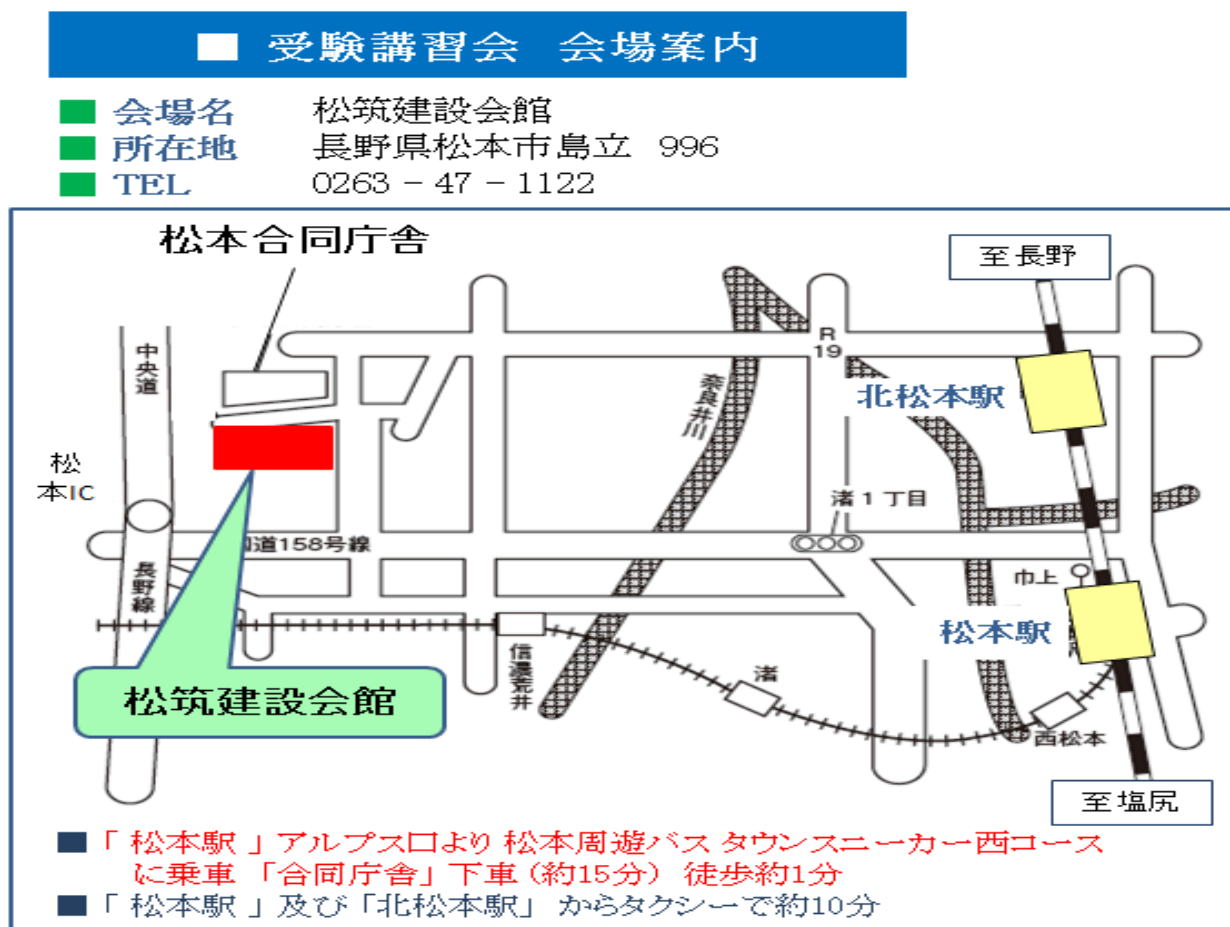 ■ 受験講習会 会場案内
■ 会場名 松筑建設会館
■ 所在地 長野県松本市島立 996
■ TEL 0263－47－1122
松本合同庁舎
至長野
中央道
R
19
奈良井川
北松本駅
松
本IC
渚1丁目
道158号線
長野線
巾上
松本駅
信濃荒井
渚
松筑建設会館
西松本
至塩尻
■「 松本駅 」アルプス口より 松本周遊バス タウンスニーカー西コース
に乗車 「合同庁舎」下車 (約15分) 徒歩約1分
■「 松本駅 」及び「北松本駅」 からタクシーで約10分